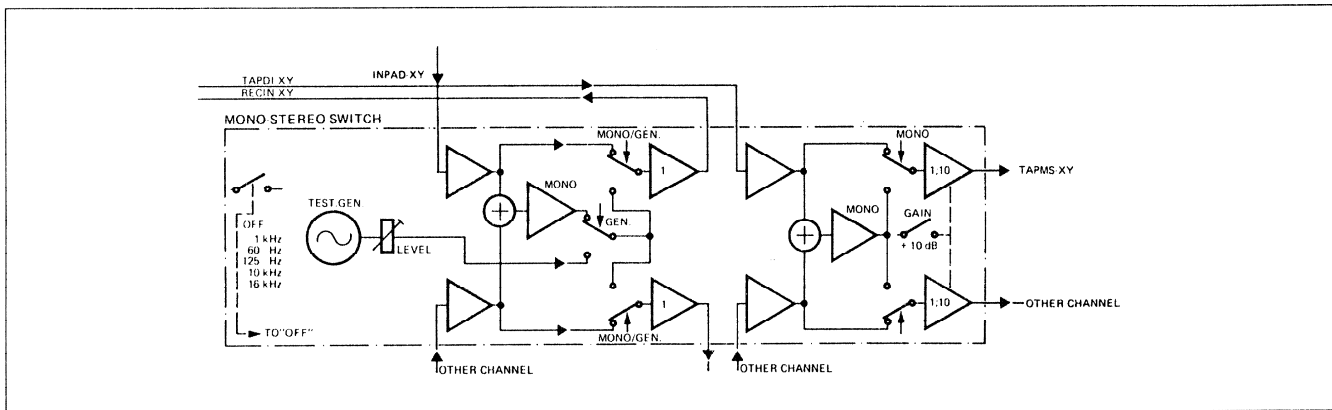 INPAD-XY
TAPDI XY
RECIN XY
MONO-STEREO SWITCH
MONO/GEN.
MONO
1
1;10
TAPMS-XY
TEST.GEN
MONO
GEN.
MONO
GAIN
+ 10 dB
OFF
1 kHz
60 Hz
125 Hz
10 kHz
16 kHz
LEVEL
1
1;10
OTHER CHANNEL
TO"OFF"
MONO/GEN.
OTHER CHANNEL
OTHER CHANNEL